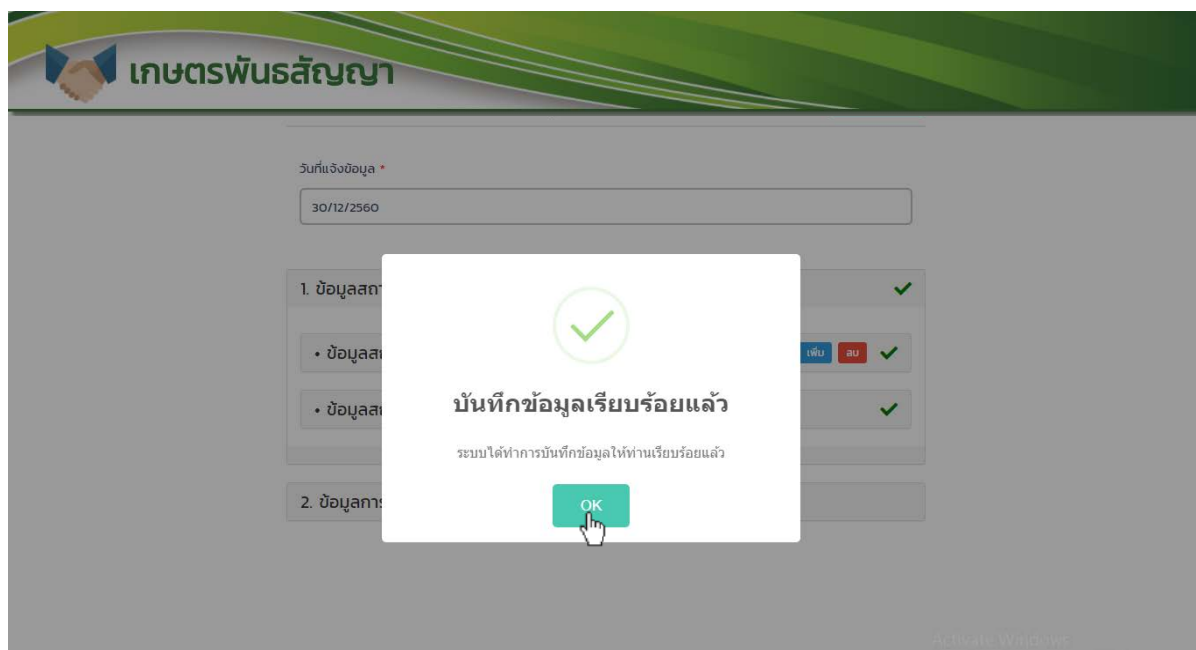 เกษตรพันธสัญญา
วันที่แจ้งข้อมูล *
30/12/2560
1. ข้อมูลสถา
• ข้อมูลสถ
เพิ่ม ลบ
• ข้อมูลสถ
บันทึกข้อมูลเรียบร้อยแล้ว
ระบบได้ทำการบันทึกข้อมูลให้ท่านเรียบร้อยแล้ว
OK
2. ข้อมูลการ
Activate Windows